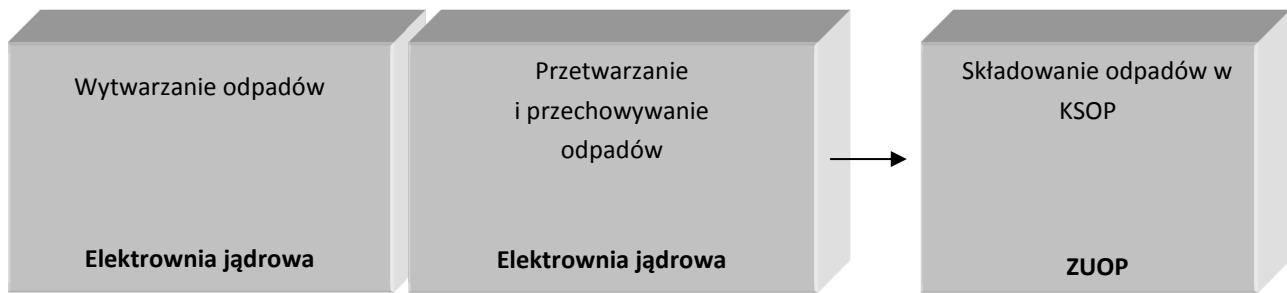 Wytwarzanie odpadów
Elektrownia jądrowa
Przetwarzanie
i przechowywanie
odpadów
Elektrownia jądrowa
Składowanie odpadów w
KSOP
ZUOP